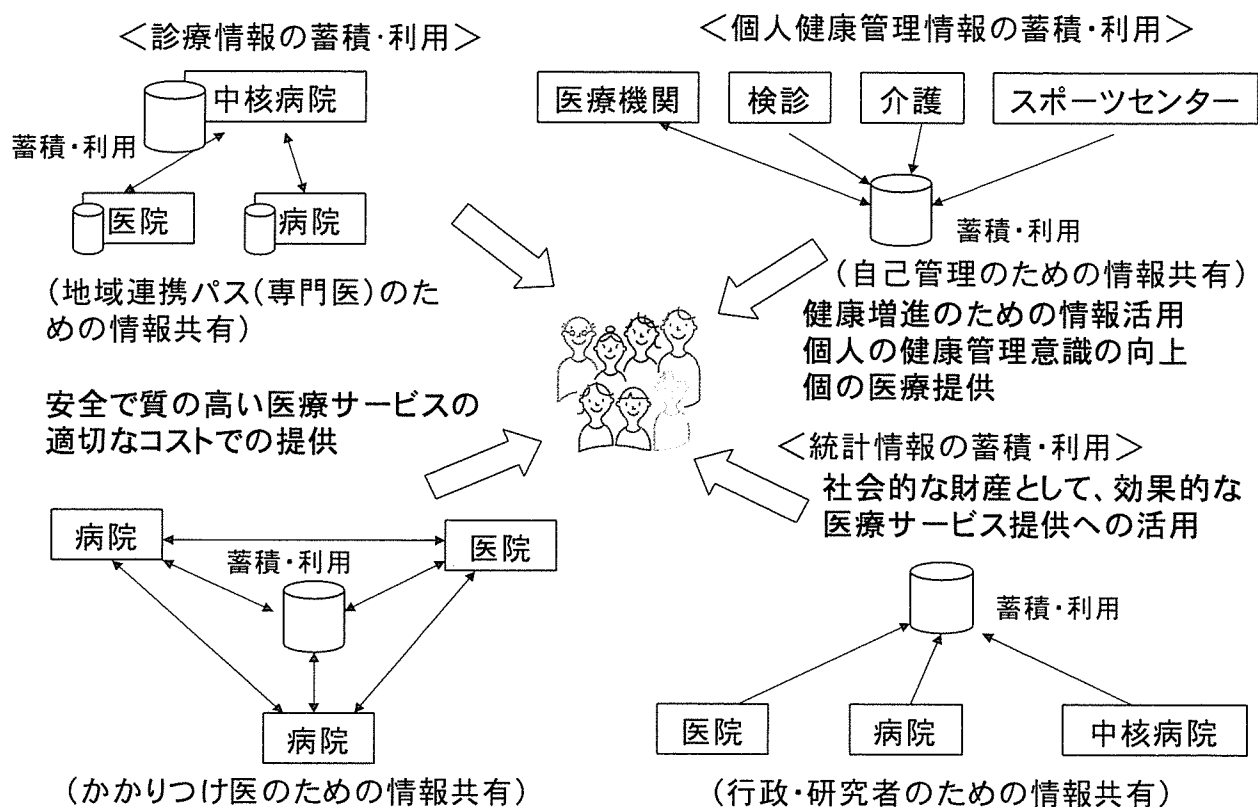 <診療情報の蓄積・利用>
中核病院
蓄積・利用
医院
病院
(地域連携パス(専門医)のた
めの情報共有)
安全で質の高い医療サービスの
適切なコストでの提供
病院
蓄積・利用
医院
病院
(かかりつけ医のための情報共有)
<個人健康管理情報の蓄積・利用>
医療機関
検診
介護
スポーツセンター
蓄積・利用
(自己管理のための情報共有)
健康増進のための情報活用
個人の健康管理意識の向上
個の医療提供
<統計情報の蓄積・利用>
社会的な財産として、効果的な
医療サービス提供への活用
蓄積・利用
医院
病院
中核病院
(行政・研究者のための情報共有)